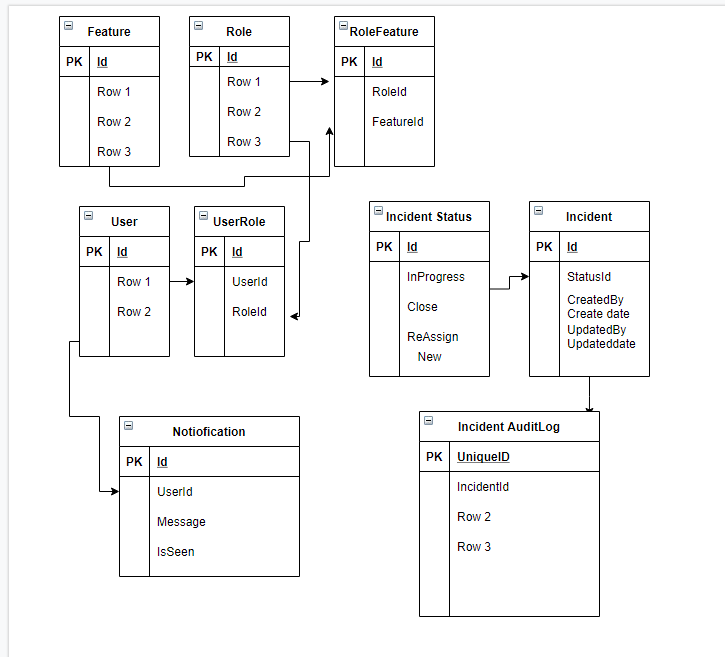 Feature
PK Id
Row 1
Row 2
Row 3
Role
PK Id
Row 1
Row 2
Row 3
RoleFeature
PK Id
RoleId
FeatureId
User
PK Id
Row 1
Row 2
UserRole
PK Id
UserId
RoleId
Incident Status
PK Id
InProgress
Close
ReAssign
New
Incident
PK Id
StatusId
CreatedBy
Create date
UpdatedBy
Updateddate
Notiofication
PK Id
UserId
Message
IsSeen
Incident AuditLog
PK UniqueID
IncidentId
Row 2
Row 3